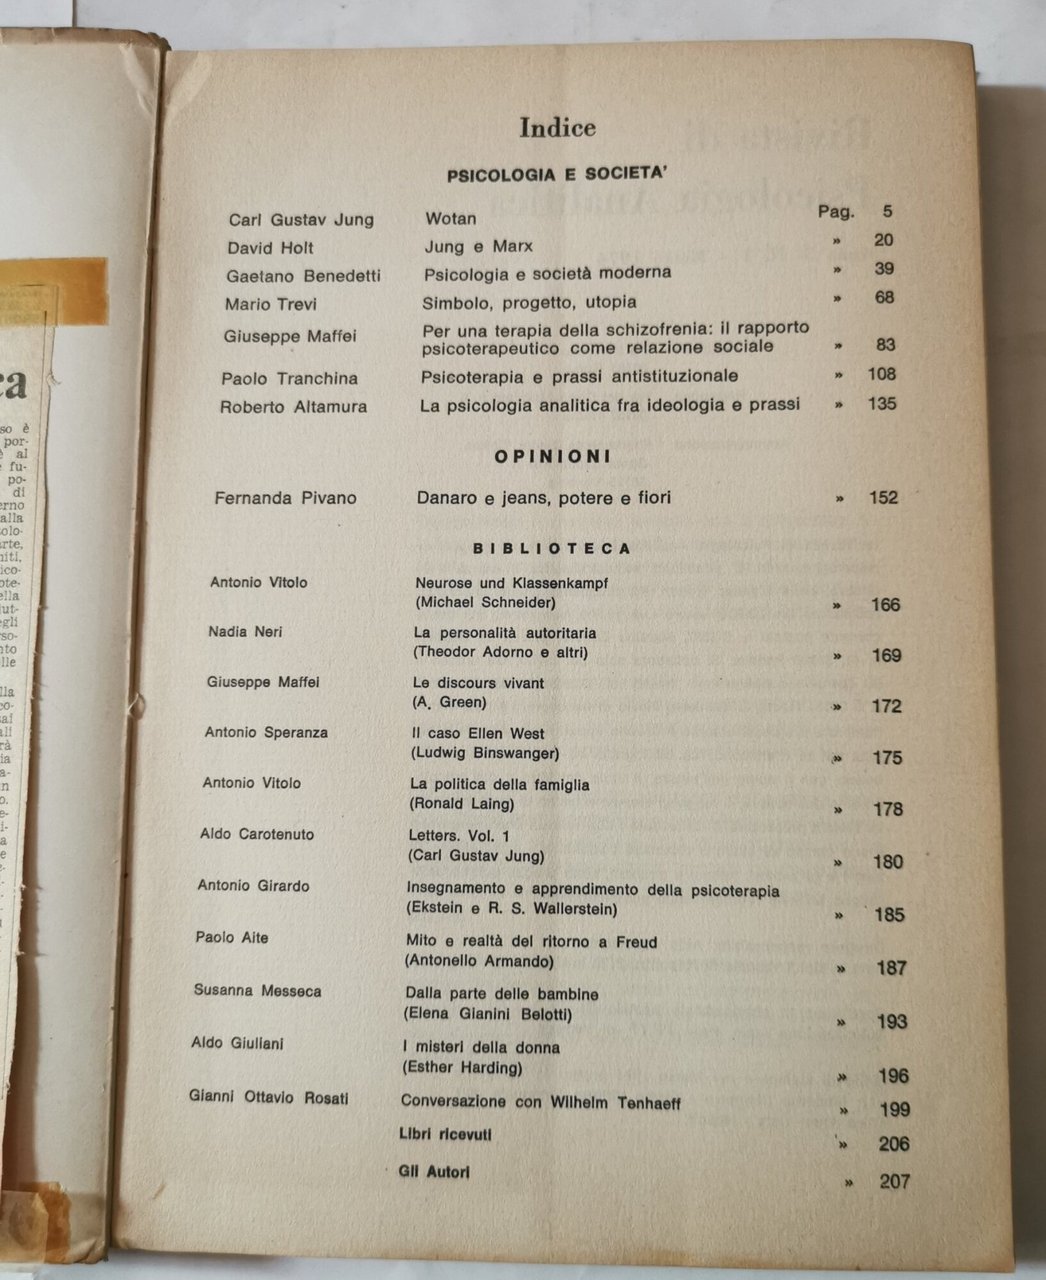 Indice
PSICOLOGIA E SOCIETA'
Carl Gustav Jung Wotan Pag. 5
David Holt Jung e Marx » 20
Gaetano Benedetti Psicologia e società moderna » 39
Mario Trevi Simbolo, progetto, utopia » 68
Giuseppe Maffei Per una terapia della schizofrenia: il rapporto
psicoterapeutico come relazione sociale » 83
Paolo Tranchina Psicoterapia e prassi antistituzionale » 108
Roberto Altamura La psicologia analitica fra ideologia e prassi » 135
OPINIONI
Fernanda Pivano Danaro e jeans, potere e fiori » 152
BIBLIOTECA
Antonio Vitolo Neurose und Klassenkampf
(Michael Schneider) » 166
Nadia Neri La personalità autoritaria
(Theodor Adorno e altri) » 169
Giuseppe Maffei Le discours vivant
(A. Green) » 172
Antonio Speranza Il caso Ellen West
(Ludwig Binswanger) » 175
Antonio Vitolo La politica della famiglia
(Ronald Laing) » 178
Aldo Carotenuto Letters. Vol. 1
(Carl Gustav Jung) » 180
Antonio Girardo Insegnamento e apprendimento della psicoterapia
(Ekstein e R. S. Wallerstein) » 185
Paolo Aite Mito e realtà del ritorno a Freud
(Antonello Armando) » 187
Susanna Messeca Dalla parte delle bambine
(Elena Gianini Belotti) » 193
Aldo Giuliani I misteri della donna
(Esther Harding) » 196
Gianni Ottavio Rosati Conversazione con Wilhelm Tenhaeff » 199
Libri ricevuti » 206
Gli Autori » 207